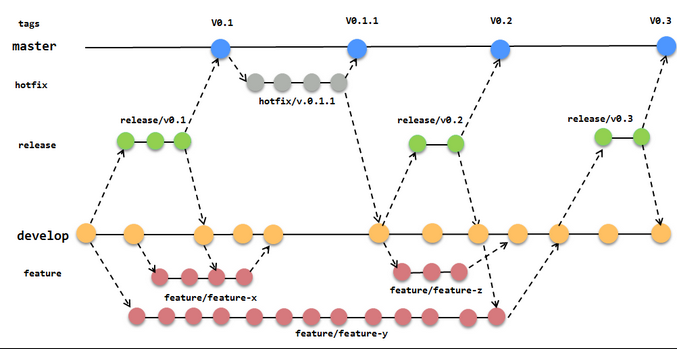 tags V0.1 V0.1.1 V0.2 V0.3
master
hotfix
hotfix/v.0.1.1
release/v0.1 release/v0.2 release/v0.3
release
develop
feature
feature/feature-x feature/feature-z
feature/feature-y